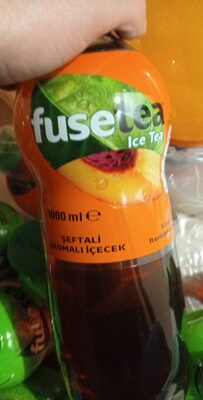 fusetea
Ice Tea
1000 ml ℮
ŞEFTALİ
AROMALI İÇECEK